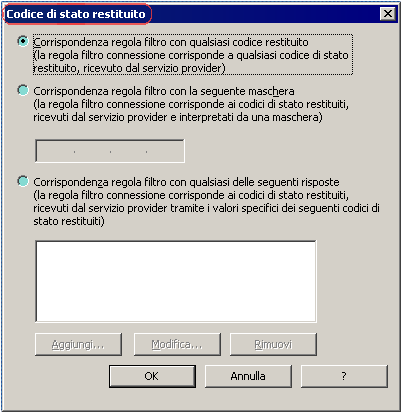 Codice di stato restituito
Corrispondenza regola filtro con qualsiasi codice restituito
(la regola filtro connessione corrisponde a qualsiasi codice di stato
restituito, ricevuto dal servizio provider)
Corrispondenza regola filtro con la seguente maschera
(la regola filtro connessione corrisponde ai codici di stato restituiti,
ricevuti dal servizio provider e interpretati da una maschera)
. . .
Corrispondenza regola filtro con qualsiasi delle seguenti risposte
(la regola filtro connessione corrisponde ai codici di stato restituiti,
ricevuti dal servizio provider tramite i valori specifici dei seguenti codici di
stato restituiti)
Aggiungi... Modifica... Rimuovi
OK Annulla ?